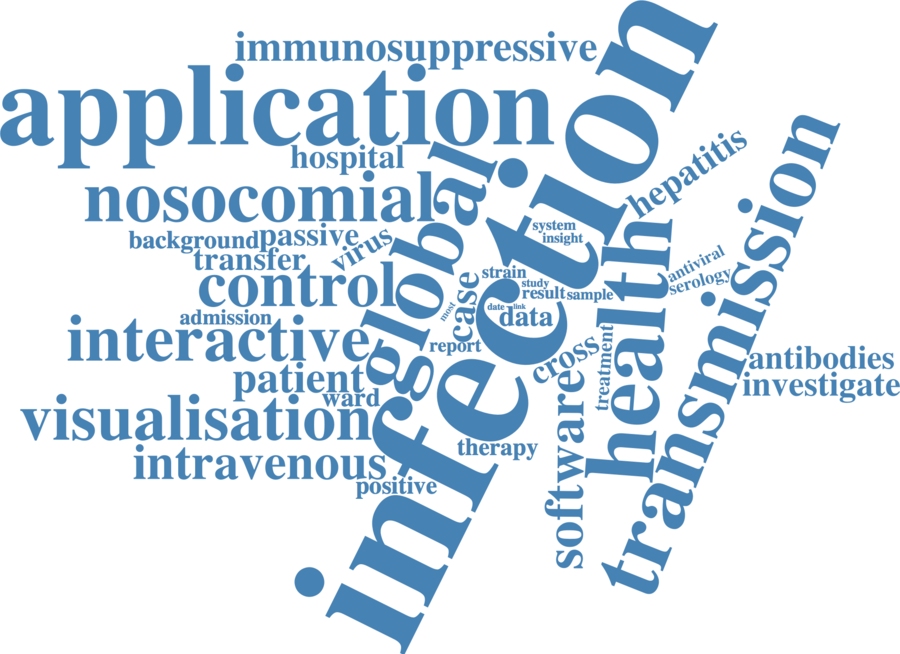 immunosuppressive
application
hospital
nosocomial
background
passive
transfer
virus
control
admission
interactive
patient
ward
visualisation
intravenous
positive
global
infection
system
insight
strain
study
result
sample
date
link
data
most
case
report
cross
therapy
treatment
software
health
hepatitis
antiviral
serology
transmission
antibodies
investigate